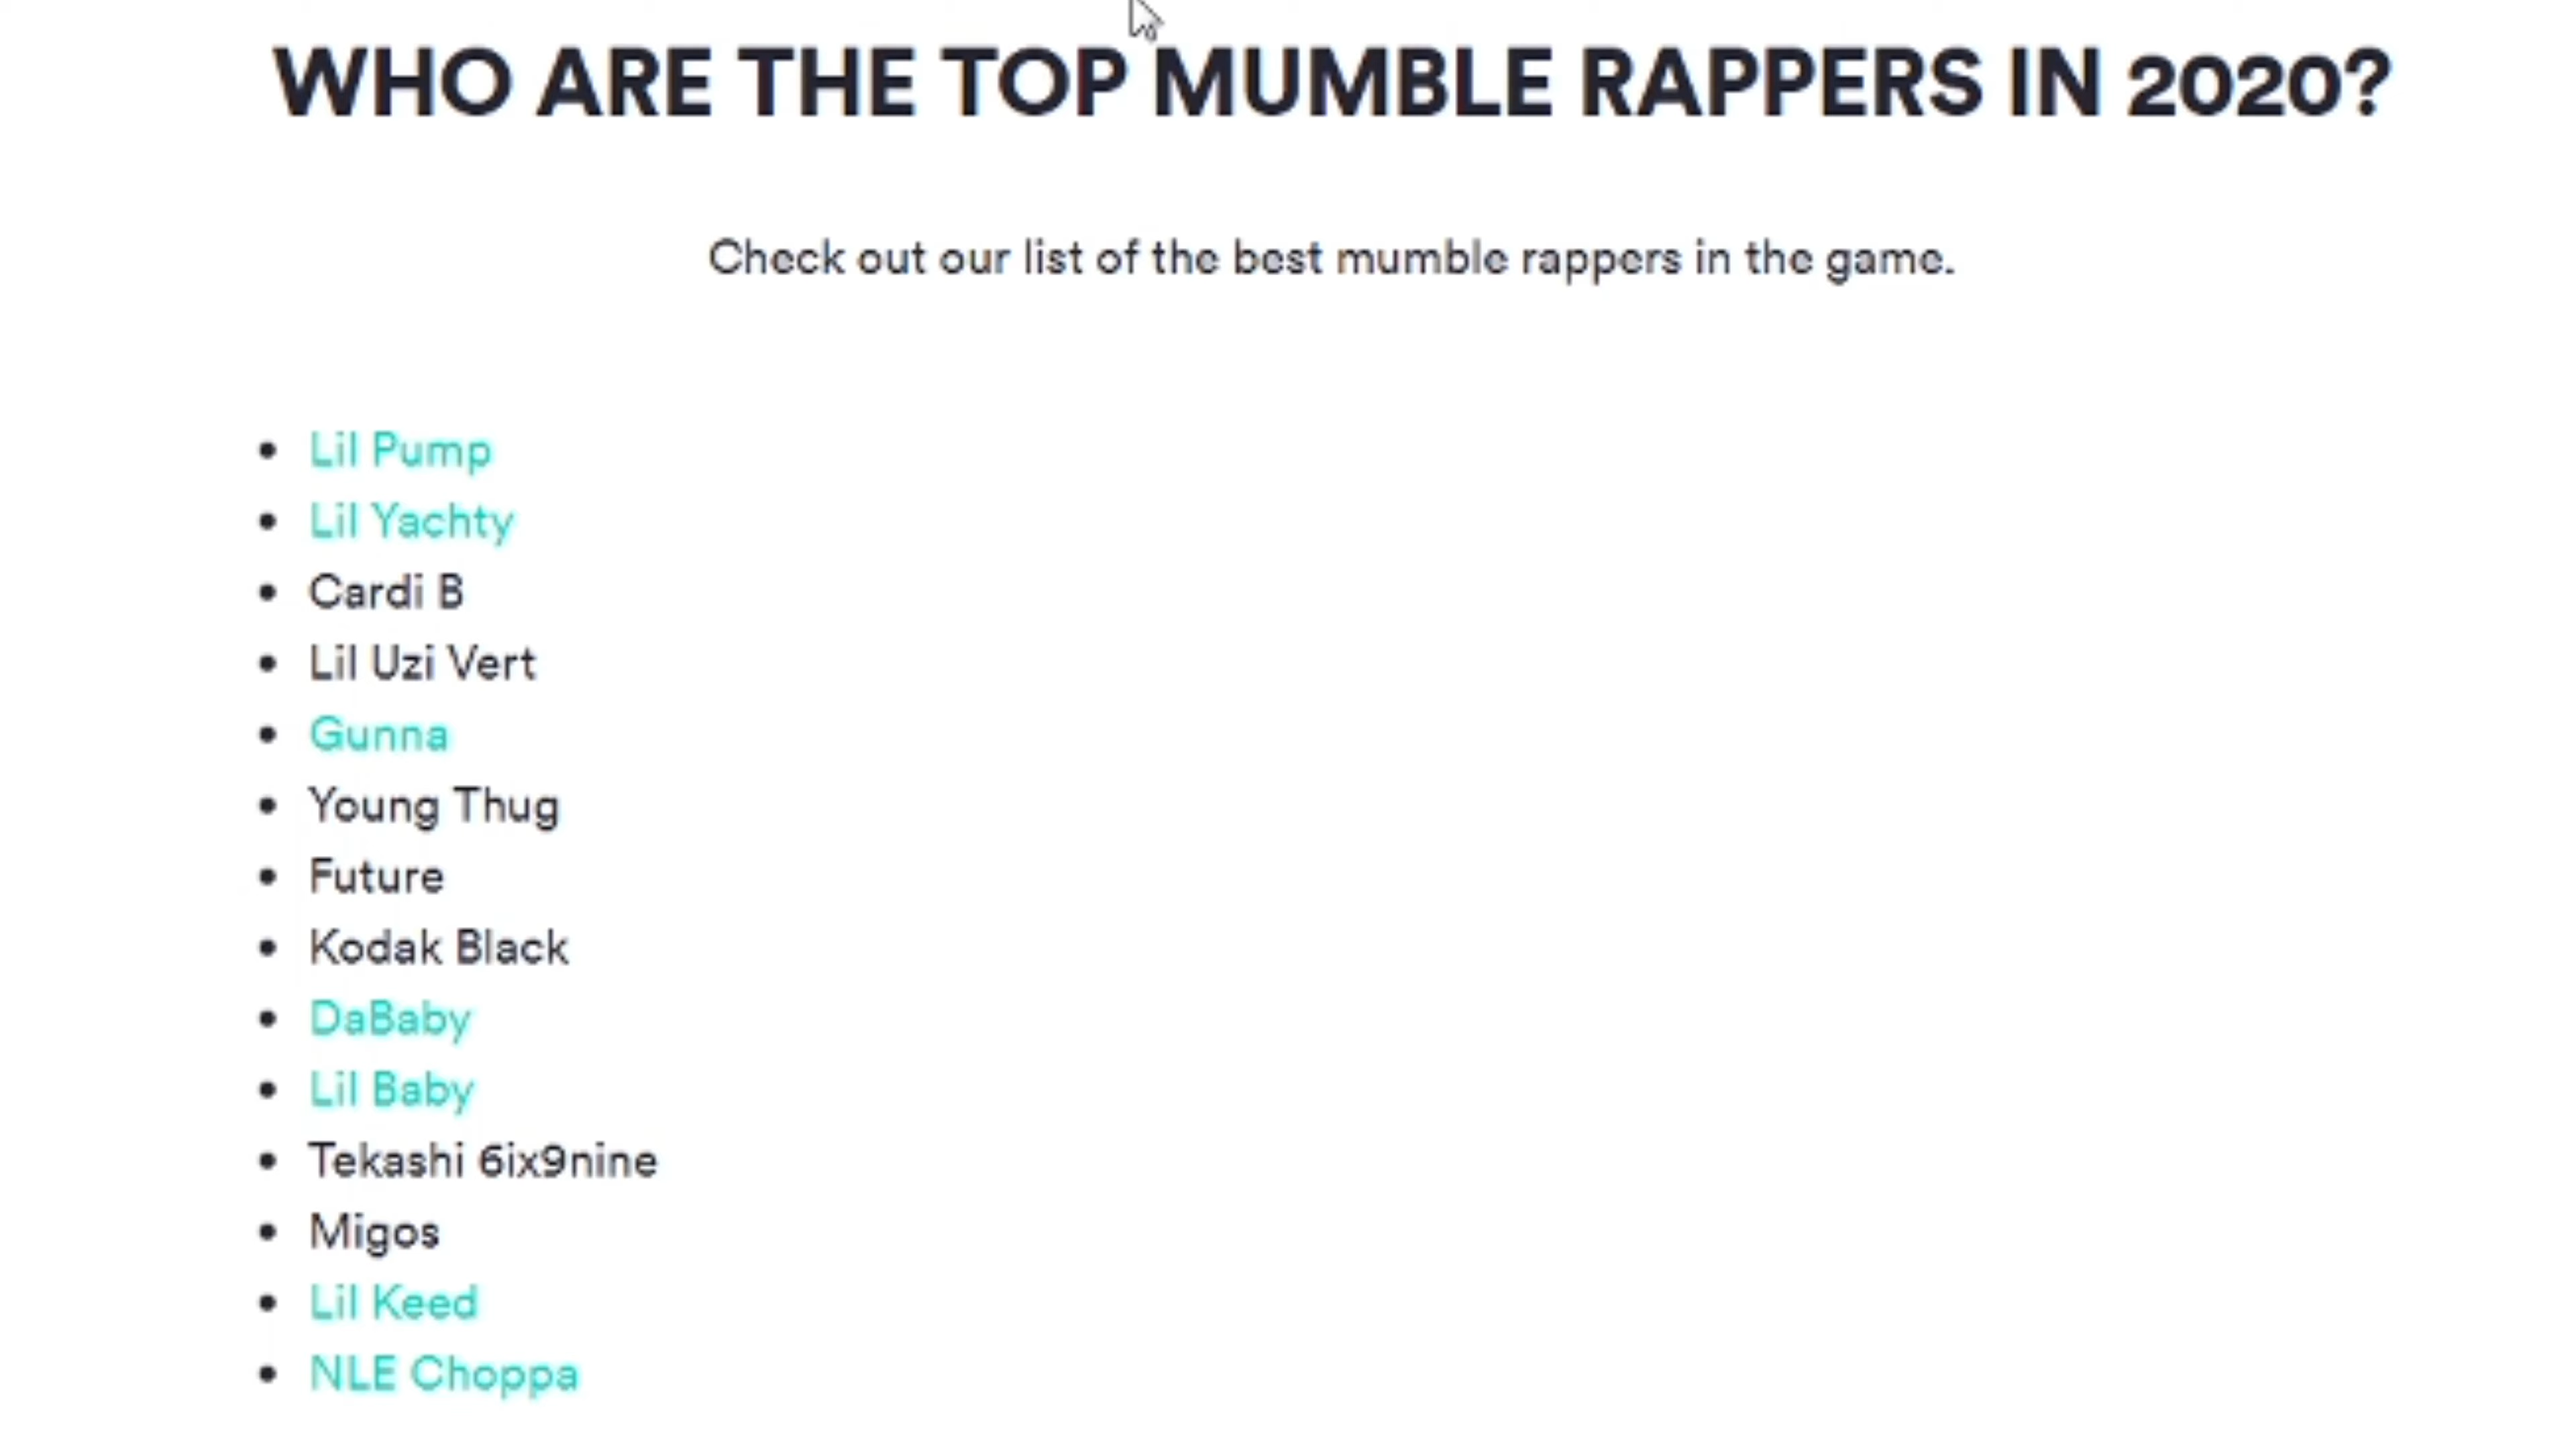 WHO ARE THE TOP MUMBLE RAPPERS IN 2020?
Check out our list of the best mumble rappers in the game.
• Lil Pump
• Lil Yachty
• Cardi B
• Lil Uzi Vert
• Gunna
• Young Thug
• Future
• Kodak Black
• DaBaby
• Lil Baby
• Tekashi 6ix9nine
• Migos
• Lil Keed
• NLE Choppa